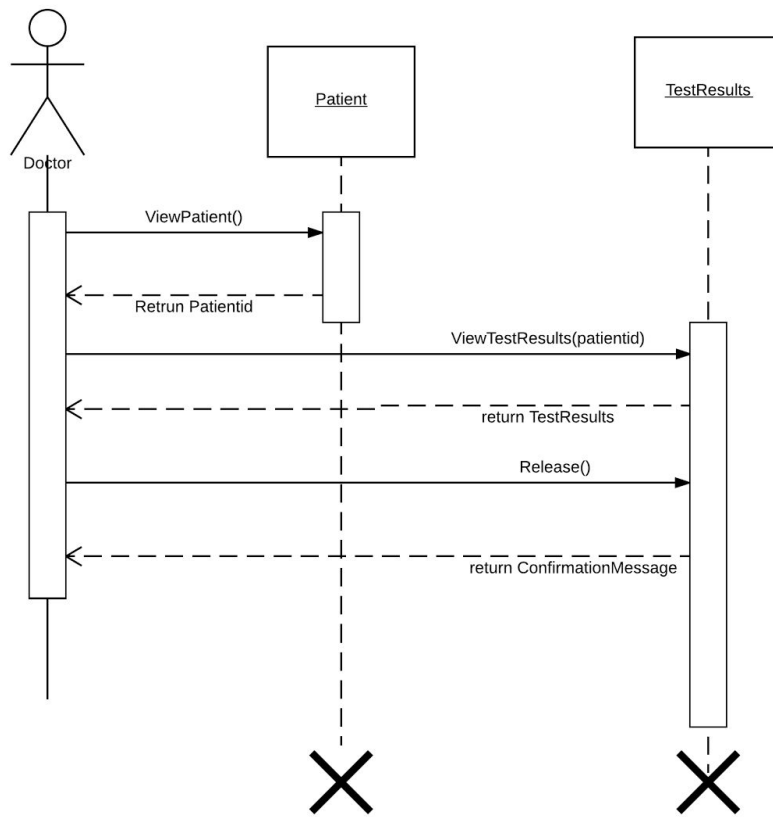 Patient
TestResults
Doctor
ViewPatient()
Retrun Patientid
ViewTestResults(patientid)
return TestResults
Release()
return ConfirmationMessage